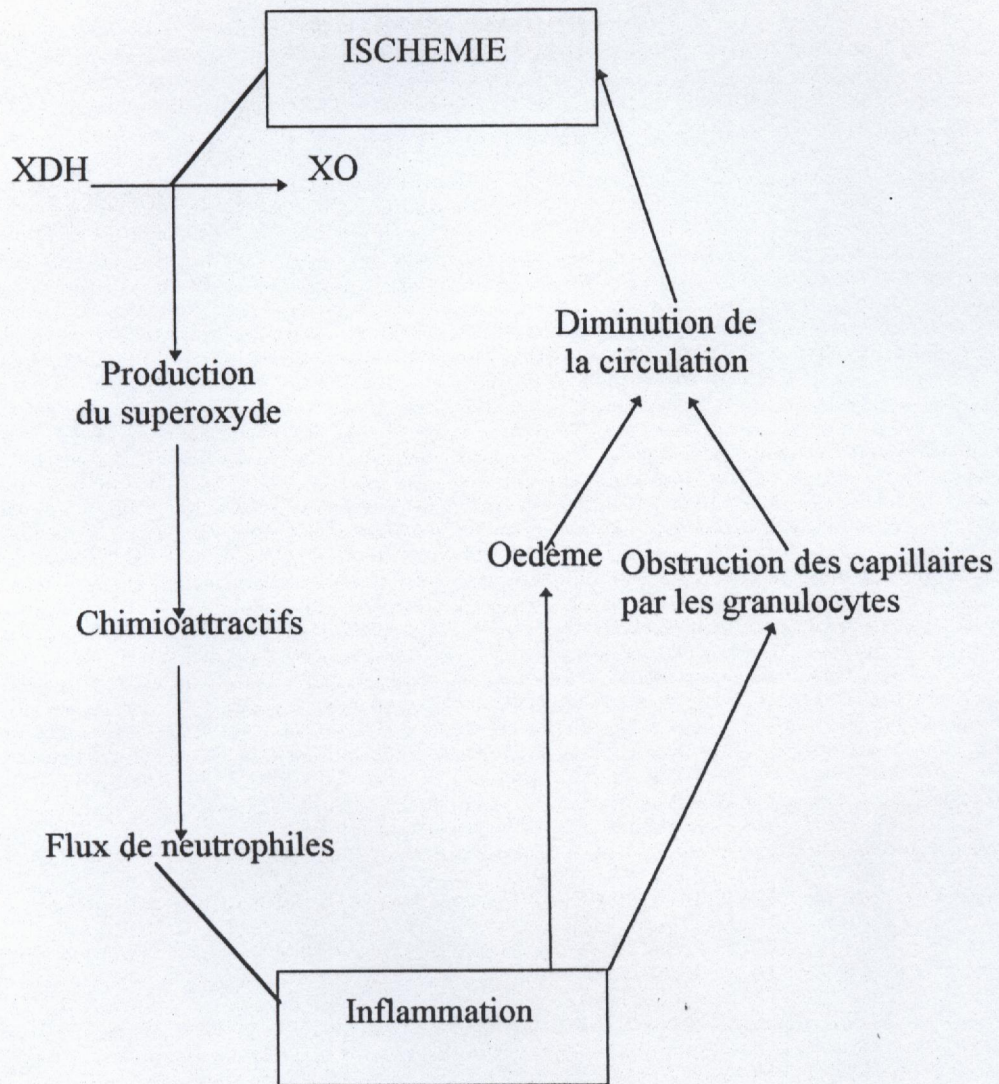 ISCHEMIE
XDH XO
Diminution de
la circulation
Production
du superoxyde
Oedème Obstruction des capillaires
par les granulocytes
Chimioattractifs
Flux de neutrophiles
Inflammation